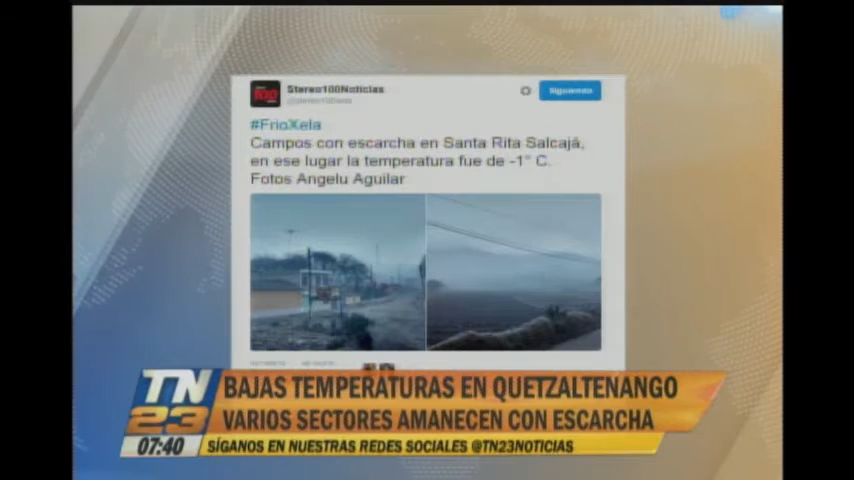 Stereo100Noticias
Siguiendo
#FrioXela
Campos con escarcha en Santa Rita Salcajá,
en ese lugar la temperatura fue de -1° C.
Fotos Angelu Aguilar
TN
23
07:40
BAJAS TEMPERATURAS EN QUETZALTENANGO
VARIOS SECTORES AMANECEN CON ESCARCHA
SÍGANOS EN NUESTRAS REDES SOCIALES @TN23NOTICIAS